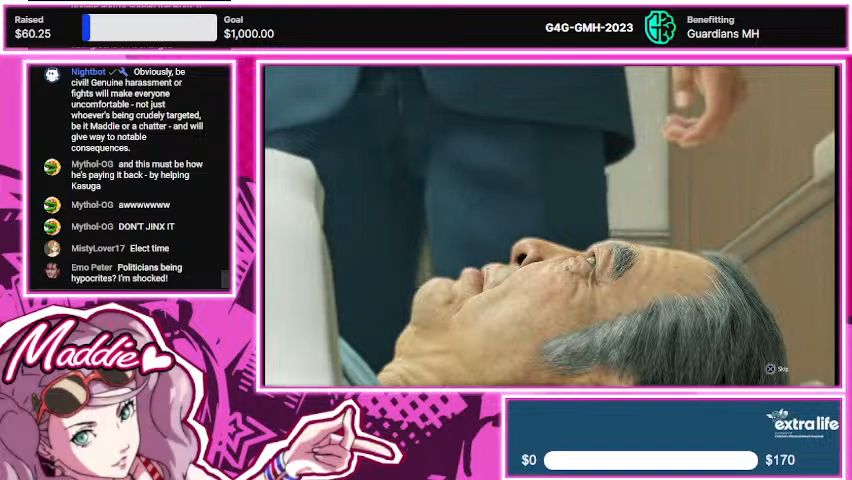 Raised
$60.25
Goal
$1,000.00
G4G-GMH-2023
Benefitting
Guardians MH
Nightbot Obviously, be
civil! Genuine harassment or
fights will make everyone
uncomfortable - not just
whoever's being crudely targeted,
be it Maddie or a chatter - and will
give way to notable
consequences.
Mythol-OG and this must be how
he's paying it back - by helping
Kasuga
Mythol-OG awwwwwww
Mythol-OG DON'T JINX IT
MistyLover17 Elect time
Emo Peter Politicians being
hypocrites? I'm shocked!
Maddie
Skip
extralife
$0
$170